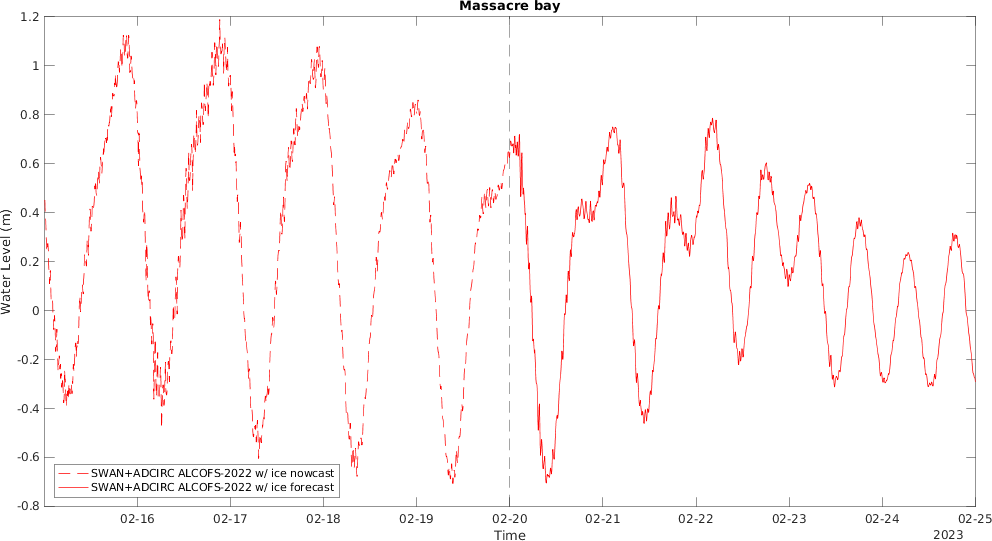 Massacre bay
1.2
1
0.8
0.6
0.4
0.2
0
-0.2
-0.4
-0.6
-0.8
Water Level (m)
SWAN+ADCIRC ALCOFS-2022 w/ ice nowcast
SWAN+ADCIRC ALCOFS-2022 w/ ice forecast
02-16 02-17 02-18 02-19 02-20 02-21 02-22 02-23 02-24 02-25
Time
2023